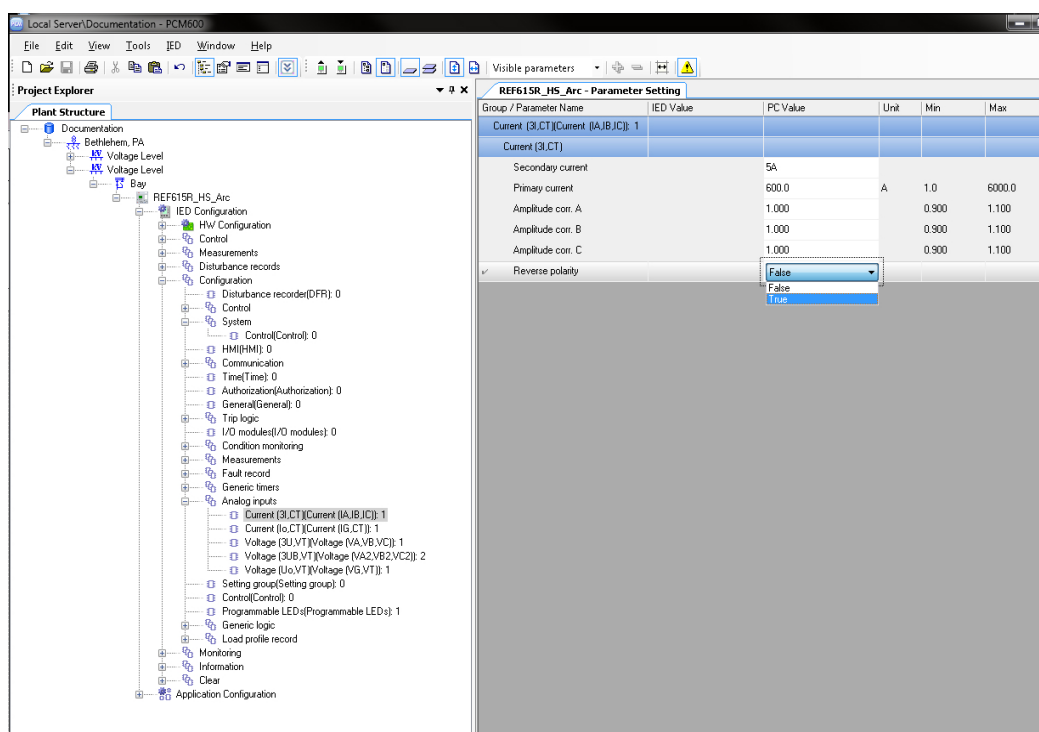 Local Server\Documentation - PCM600
File Edit View Tools IED Window Help
Visible parameters
Project Explorer
Plant Structure
Documentation
Bethlehem, PA
Voltage Level
Voltage Level
Bay
REF615R_HS_Arc
IED Configuration
HW Configuration
Control
Measurements
Disturbance records
Configuration
Disturbance recorder(DFR): 0
Control
System
Control(Control): 0
HMI(HMI): 0
Communication
Time(Time): 0
Authorization(Authorization): 0
General(General): 0
Trip logic
I/O modules(I/O modules): 0
Condition monitoring
Measurements
Fault record
Generic timers
Analog inputs
Current (3I,CT)(Current (IA,IB,IC)): 1
Current (Io,CT)(Current (IG,CT)): 1
Voltage (3U,VT)(Voltage (VA,VB,VC)): 1
Voltage (3UB,VT)(Voltage (VA2,VB2,VC2)): 2
Voltage (Uo,VT)(Voltage (VG,VT)): 1
Setting group(Setting group): 0
Control(Control): 0
Programmable LEDs(Programmable LEDs): 1
Generic logic
Load profile record
Monitoring
Information
Clear
Application Configuration
REF615R_HS_Arc - Parameter Setting
Group / Parameter Name IED Value PC Value Unit Min Max
Current (3I,CT)(Current (IA,IB,IC)): 1
Current (3I,CT)
Secondary current 5A
Primary current 600.0 A 1.0 6000.0
Amplitude corr. A 1.000 0.900 1.100
Amplitude corr. B 1.000 0.900 1.100
Amplitude corr. C 1.000 0.900 1.100
Reverse polarity False
False
True